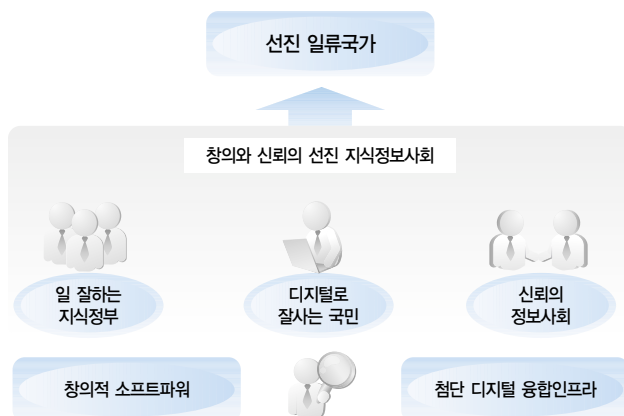 선진 일류국가
창의와 신뢰의 선진 지식정보사회
일 잘하는
지식정부
디지털로
잘사는 국민
신뢰의
정보사회
창의적 소프트파워
첨단 디지털 융합인프라